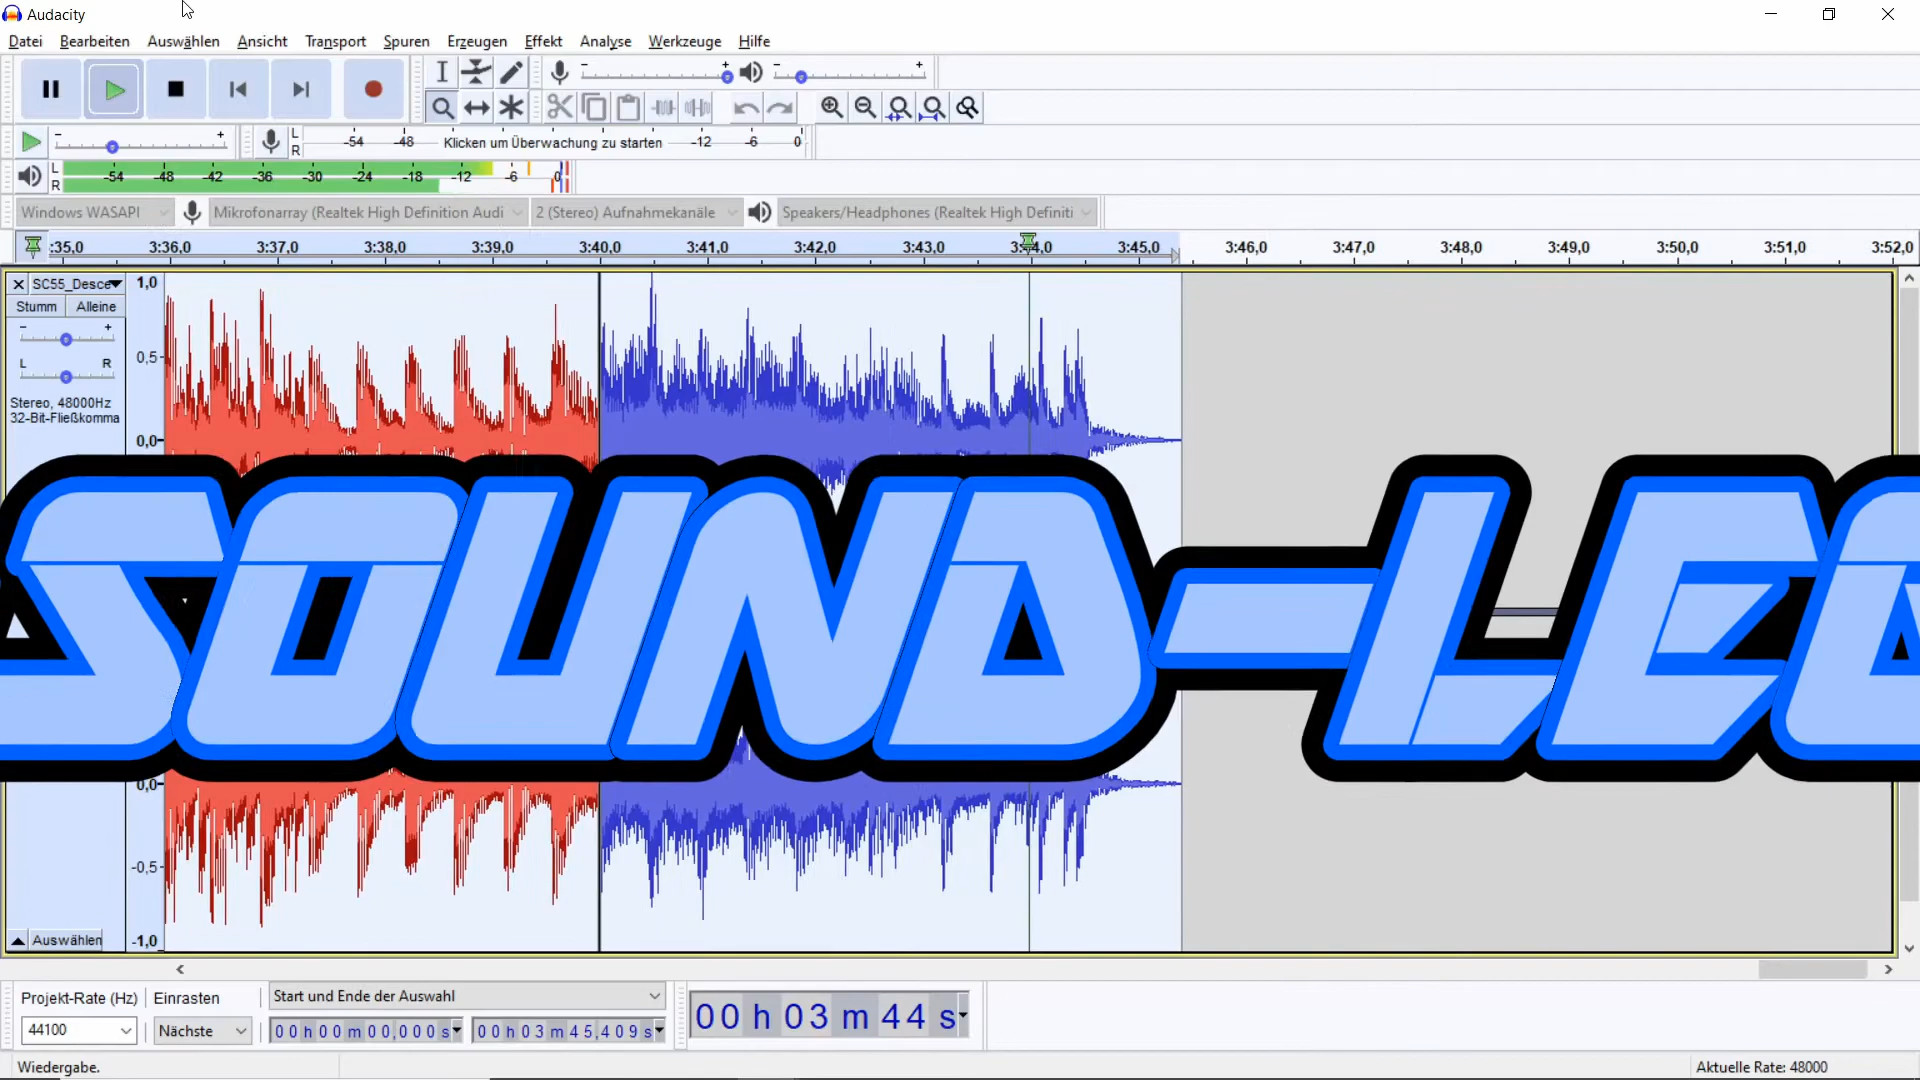 Audacity
Datei Bearbeiten Auswählen Ansicht Transport Spuren Erzeugen Effekt Analyse Werkzeuge Hilfe
- + - +
- + L R -54 -48 Klicken um Überwachung zu starten -12 -6 0
L R -54 -48 -42 -36 -30 -24 -18 -12 -6 0
Windows WASAPI Mikrofonarray (Realtek High Definition Audi 2 (Stereo) Aufnahmekanäle Speakers/Headphones (Realtek High Definiti
:35,0 3:36,0 3:37,0 3:38,0 3:39,0 3:40,0 3:41,0 3:42,0 3:43,0 3:44,0 3:45,0 3:46,0 3:47,0 3:48,0 3:49,0 3:50,0 3:51,0 3:52,0
SC55_Desce 1,0
Stumm Alleine
- +
L R 0,5
Stereo, 48000Hz
32-Bit-Fließkomma
0,0
SOUND-LE
0,0
-0,5
Auswählen -1,0
Projekt-Rate (Hz) Einrasten Start und Ende der Auswahl
44100 Nächste 00 h 00 m 00,000 s 00 h 03 m 45,409 s 00 h 03 m 44 s
Wiedergabe. Aktuelle Rate: 48000